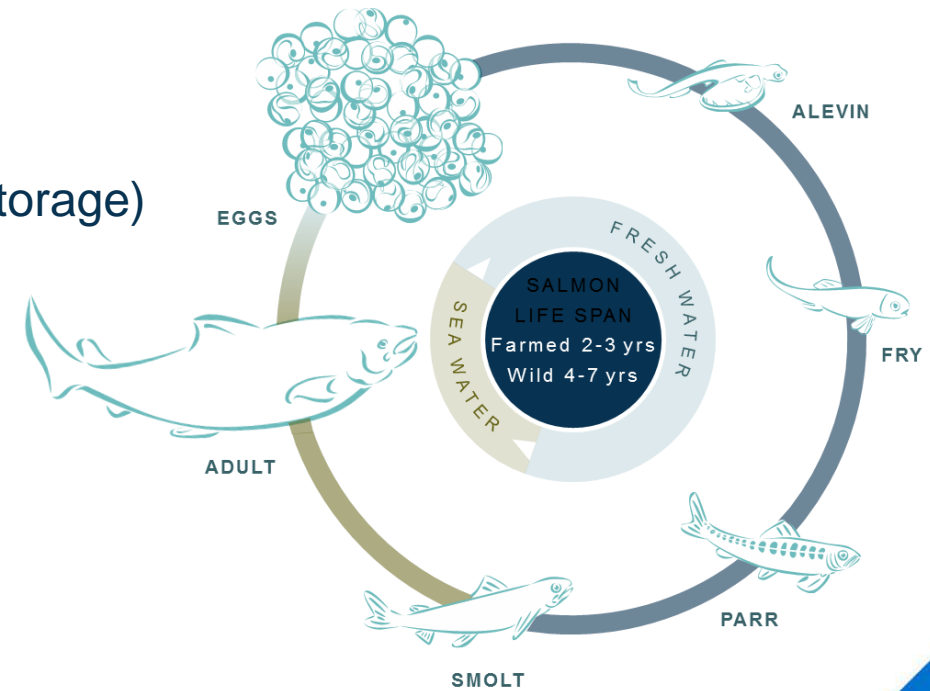 torage)
EGGS
ALEVIN
FRY
PARR
SMOLT
ADULT
FRESH WATER
SEA WATER
SALMON
LIFE SPAN
Farmed 2-3 yrs
Wild 4-7 yrs